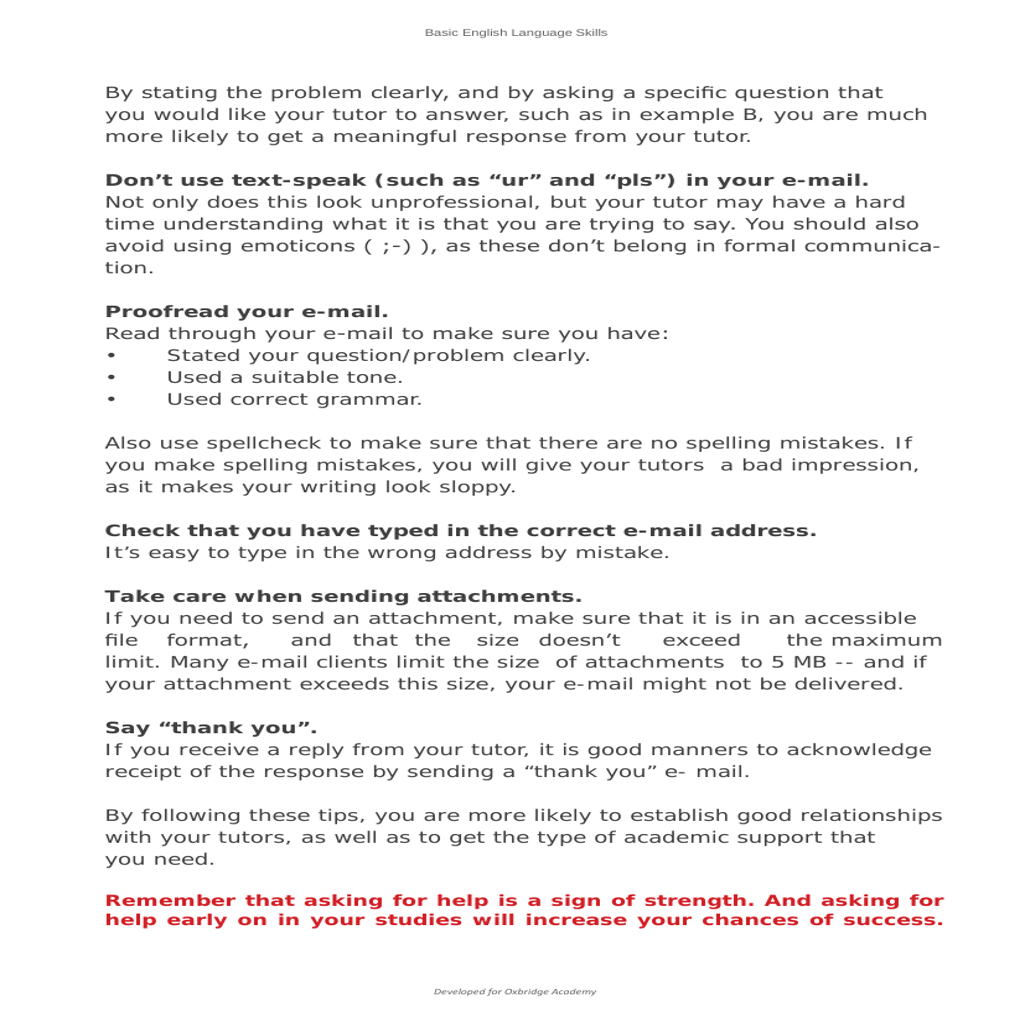 Basic English Language Skills
By stating the problem clearly, and by asking a specific question that
you would like your tutor to answer, such as in example B, you are much
more likely to get a meaningful response from your tutor.
Don’t use text-speak (such as “ur” and “pls”) in your e-mail.
Not only does this look unprofessional, but your tutor may have a hard
time understanding what it is that you are trying to say. You should also
avoid using emoticons ( ;-) ), as these don’t belong in formal communica-
tion.
Proofread your e-mail.
Read through your e-mail to make sure you have:
• Stated your question/problem clearly.
• Used a suitable tone.
• Used correct grammar.
Also use spellcheck to make sure that there are no spelling mistakes. If
you make spelling mistakes, you will give your tutors a bad impression,
as it makes your writing look sloppy.
Check that you have typed in the correct e-mail address.
It’s easy to type in the wrong address by mistake.
Take care when sending attachments.
If you need to send an attachment, make sure that it is in an accessible
file format, and that the size doesn’t exceed the maximum
limit. Many e-mail clients limit the size of attachments to 5 MB -- and if
your attachment exceeds this size, your e-mail might not be delivered.
Say “thank you”.
If you receive a reply from your tutor, it is good manners to acknowledge
receipt of the response by sending a “thank you” e- mail.
By following these tips, you are more likely to establish good relationships
with your tutors, as well as to get the type of academic support that
you need.
Remember that asking for help is a sign of strength. And asking for
help early on in your studies will increase your chances of success.
Developed for Oxbridge Academy